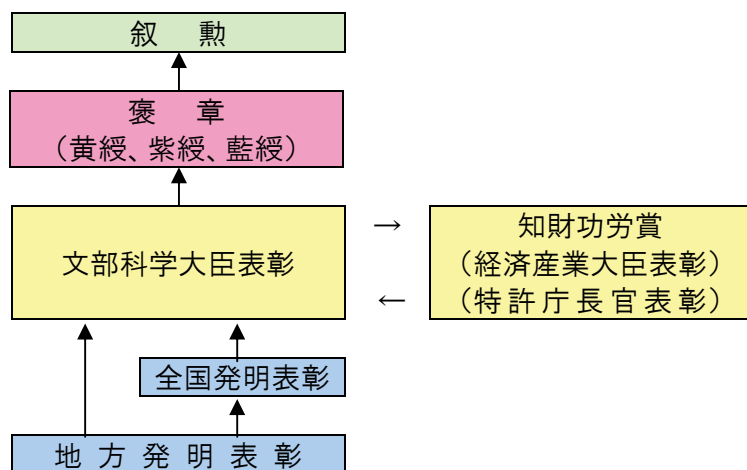 叙勲
褒章
（黄綬、紫綬、藍綬）
文部科学大臣表彰
→
←
知財功労賞
（経済産業大臣表彰）
（特許庁長官表彰）
全国発明表彰
地方発明表彰